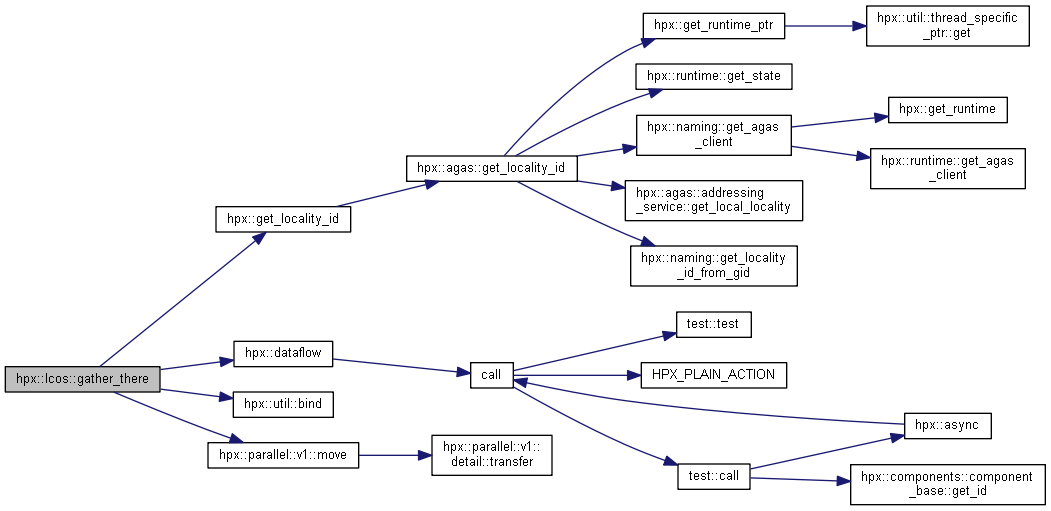 hpx::get_runtime_ptr
hpx::util::thread_specific
_ptr::get
hpx::runtime::get_state
hpx::get_runtime
hpx::naming::get_agas
_client
hpx::runtime::get_agas
_client
hpx::agas::get_locality_id
hpx::agas::addressing
_service::get_local_locality
hpx::get_locality_id
hpx::naming::get_locality
_id_from_gid
test::test
hpx::dataflow
hpx::lcos::gather_there
call
HPX_PLAIN_ACTION
hpx::util::bind
hpx::async
hpx::parallel::v1::move
hpx::parallel::v1::
detail::transfer
test::call
hpx::components::component
_base::get_id